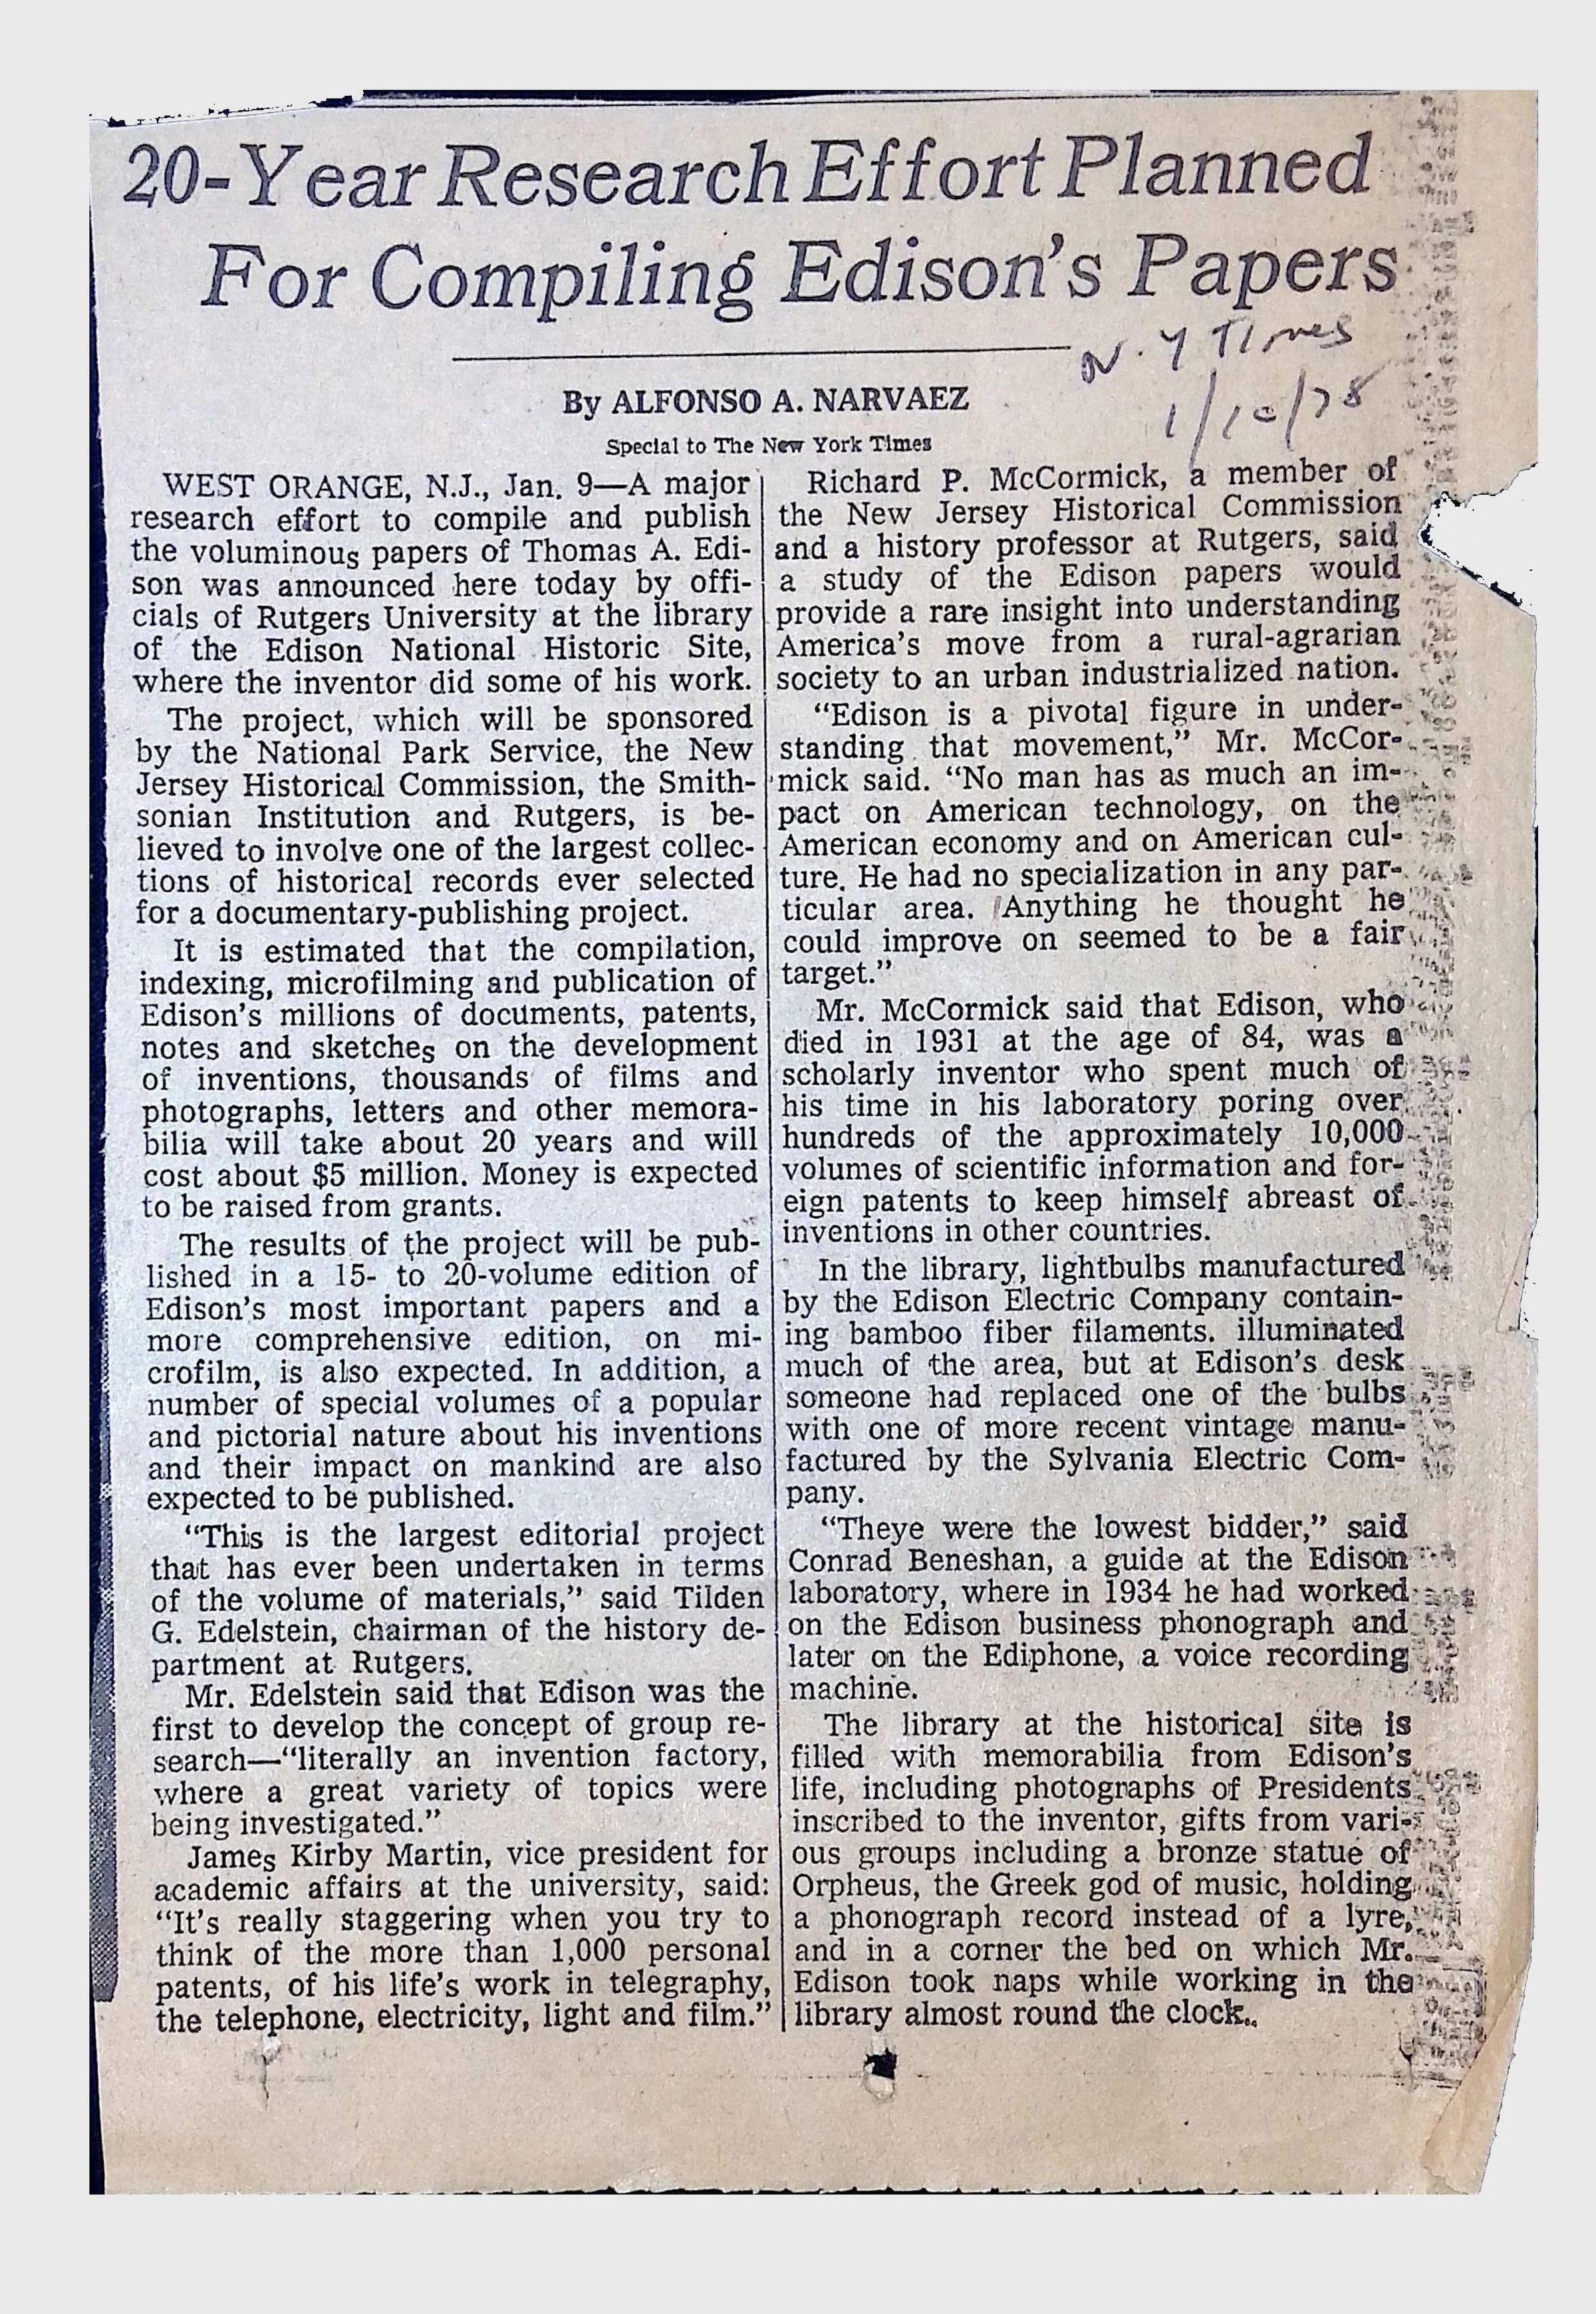 20-Year Research Effort Planned
For Compiling Edison's Papers
N. Y Times
1/10/78
By ALFONSO A. NARVAEZ
Special to The New York Times
WEST ORANGE, N.J., Jan. 9—A major
research effort to compile and publish
the voluminous papers of Thomas A. Edi-
son was announced here today by offi-
cials of Rutgers University at the library
of the Edison National Historic Site,
where the inventor did some of his work.
The project, which will be sponsored
by the National Park Service, the New
Jersey Historical Commission, the Smith-
sonian Institution and Rutgers, is be-
lieved to involve one of the largest collec-
tions of historical records ever selected
for a documentary-publishing project.
It is estimated that the compilation,
indexing, microfilming and publication of
Edison's millions of documents, patents,
notes and sketches on the development
of inventions, thousands of films and
photographs, letters and other memora-
bilia will take about 20 years and will
cost about $5 million. Money is expected
to be raised from grants.
The results of the project will be pub-
lished in a 15- to 20-volume edition of
Edison's most important papers and a
more comprehensive edition, on mi-
crofilm, is also expected. In addition, a
number of special volumes of a popular
and pictorial nature about his inventions
and their impact on mankind are also
expected to be published.
"This is the largest editorial project
that has ever been undertaken in terms
of the volume of materials," said Tilden
G. Edelstein, chairman of the history de-
partment at Rutgers.
Mr. Edelstein said that Edison was the
first to develop the concept of group re-
search—"literally an invention factory,
where a great variety of topics were
being investigated."
James Kirby Martin, vice president for
academic affairs at the university, said:
"It's really staggering when you try to
think of the more than 1,000 personal
patents, of his life's work in telegraphy,
the telephone, electricity, light and film."
Richard P. McCormick, a member of
the New Jersey Historical Commission
and a history professor at Rutgers, said
a study of the Edison papers would
provide a rare insight into understanding
America's move from a rural-agrarian
society to an urban industrialized nation.
"Edison is a pivotal figure in under-
standing that movement," Mr. McCor-
mick said. "No man has as much an im-
pact on American technology, on the
American economy and on American cul-
ture. He had no specialization in any par-
ticular area. Anything he thought he
could improve on seemed to be a fair
target."
Mr. McCormick said that Edison, who
died in 1931 at the age of 84, was a
scholarly inventor who spent much of
his time in his laboratory poring over
hundreds of the approximately 10,000
volumes of scientific information and for-
eign patents to keep himself abreast of
inventions in other countries.
In the library, lightbulbs manufactured
by the Edison Electric Company contain-
ing bamboo fiber filaments. illuminated
much of the area, but at Edison's desk
someone had replaced one of the bulbs
with one of more recent vintage manu-
factured by the Sylvania Electric Com-
pany.
"Theye were the lowest bidder," said
Conrad Beneshan, a guide at the Edison
laboratory, where in 1934 he had worked
on the Edison business phonograph and
later on the Ediphone, a voice recording
machine.
The library at the historical site is
filled with memorabilia from Edison's
life, including photographs of Presidents
inscribed to the inventor, gifts from vari-
ous groups including a bronze statue of
Orpheus, the Greek god of music, holding
a phonograph record instead of a lyre,
and in a corner the bed on which Mr.
Edison took naps while working in the
library almost round the clock..